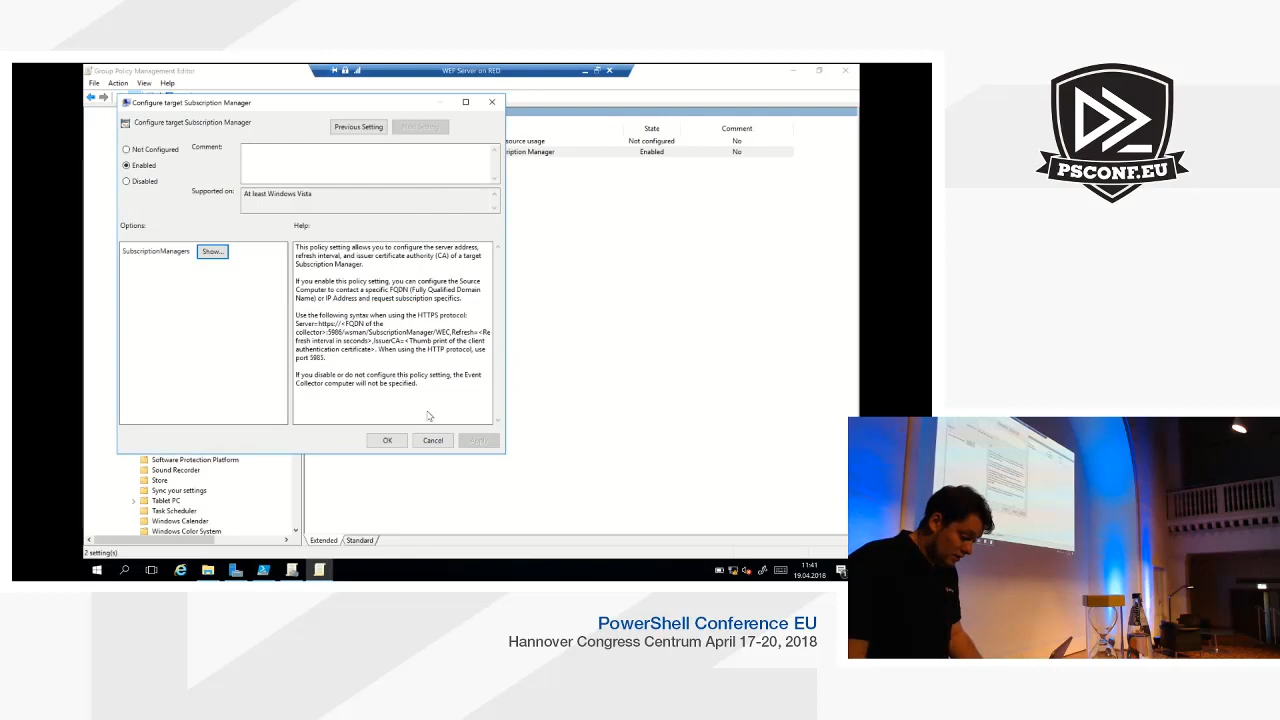 Group Policy Management Editor
WEF Server on RED
File Action View Help
Configure target Subscription Manager
Configure target Subscription Manager
Previous Setting
Not Configured
Enabled
Disabled
Comment:
Supported on:
At least Windows Vista
Options:
Help:
SubscriptionManagers
Show...
This policy setting allows you to configure the server address,
refresh interval, and issuer certificate authority (CA) of a target
Subscription Manager.
If you enable this policy setting, you can configure the Source
Computer to contact a specific FQDN (Fully Qualified Domain
Name) or IP Address and request subscription specifics.
Use the following syntax when using the HTTPS protocol:
Server=https://<FQDN of the
collector>:5986/wsman/SubscriptionManager/WEC,Refresh=<Re
fresh interval in seconds>,IssuerCA=<Thumb print of the client
authentication certificate>. When using the HTTP protocol, use
port 5985.
If you disable or do not configure this policy setting, the Event
Collector computer will not be specified.
OK
Cancel
Apply
State
Comment
source usage
Not configured
No
ription Manager
Enabled
No
Software Protection Platform
Sound Recorder
Store
Sync your settings
Tablet PC
Task Scheduler
Windows Calendar
Windows Color System
Extended
Standard
2 setting(s)
11:41
19.04.2018
PSCONF.EU
PowerShell Conference EU
Hannover Congress Centrum April 17-20, 2018